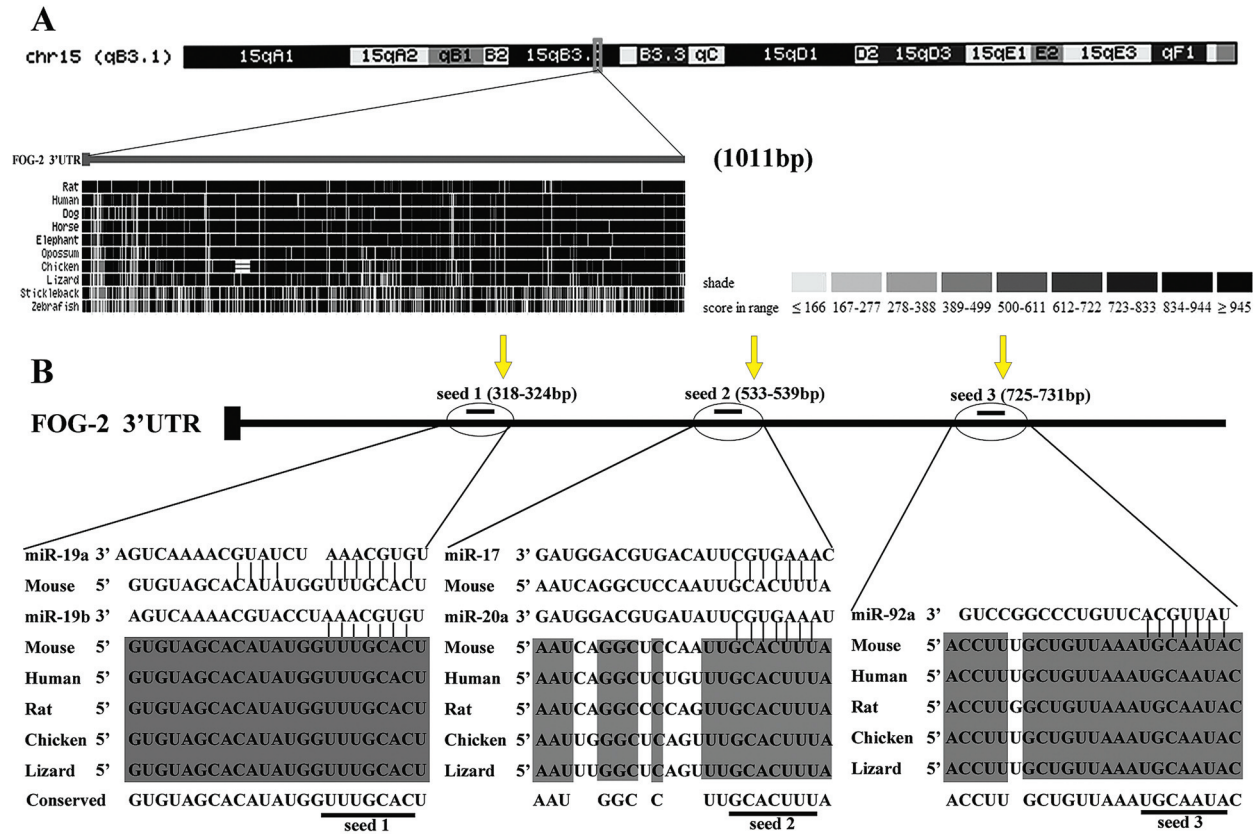 A
chr15 (qB3.1) 15qA1 15qA2 qB1 B2 15qB3. B3.3 qC 15qD1 D2 15qD3 15qE1 E2 15qE3 qF1
FOG-2 3'UTR (1011bp)
Rat
Human
Dog
Horse
Elephant
Opossum
Chicken
Lizard
Stickleback
Zebrafish
shade
score in range ≤ 166 167-277 278-388 389-499 500-611 612-722 723-833 834-944 ≥ 945
B
seed 1 (318-324bp) seed 2 (533-539bp) seed 3 (725-731bp)
FOG-2 3'UTR
miR-19a 3' AGUCAAAACGUAUCU AAACGUGU
Mouse 5' GUGUAGCACAUAUGGUUUGCACU
miR-19b 3' AGUCAAAACGUACCUAAACGUGU
Mouse 5' GUGUAGCACAUAUGGUUUGCACU
Human 5' GUGUAGCACAUAUGGUUUGCACU
Rat 5' GUGUAGCACAUAUGGUUUGCACU
Chicken 5' GUGUAGCACAUAUGGUUUGCACU
Lizard 5' GUGUAGCACAUAUGGUUUGCACU
Conserved GUGUAGCACAUAUGGUUUGCACU
seed 1
miR-17 3' GAUGGACGUGACAUUCGUGAAAC
Mouse 5' AAUCAGGCUCCAAUUGCACUUUA
miR-20a 3' GAUGGACGUGAUAUUCGUGAAAU
Mouse 5' AAUCAGGCUCCAAUUGCACUUUA
Human 5' AAUCAGGCUCUGUUUGCACUUUA
Rat 5' AAUCAGGCCCCAGUUGCACUUUA
Chicken 5' AAUUGGGCUCAGUUUGCACUUUA
Lizard 5' AAUUUGGCUCAGUUUGCACUUUA
AAU GGC C UUGCACUUUA
seed 2
miR-92a 3' GUCCGGCCCUGUUCACGUUAU
Mouse 5' ACCUUUGCUGUUAAAUGCAAUAC
Human 5' ACCUUUGCUGUUAAAUGCAAUAC
Rat 5' ACCUUGGCUGUUAAAUGCAAUAC
Chicken 5' ACCUUUGCUGUUAAAUGCAAUAC
Lizard 5' ACCUUUGCUGUUAAAUGCAAUAC
ACCUU GCUGUUAAAUGCAAUAC
seed 3